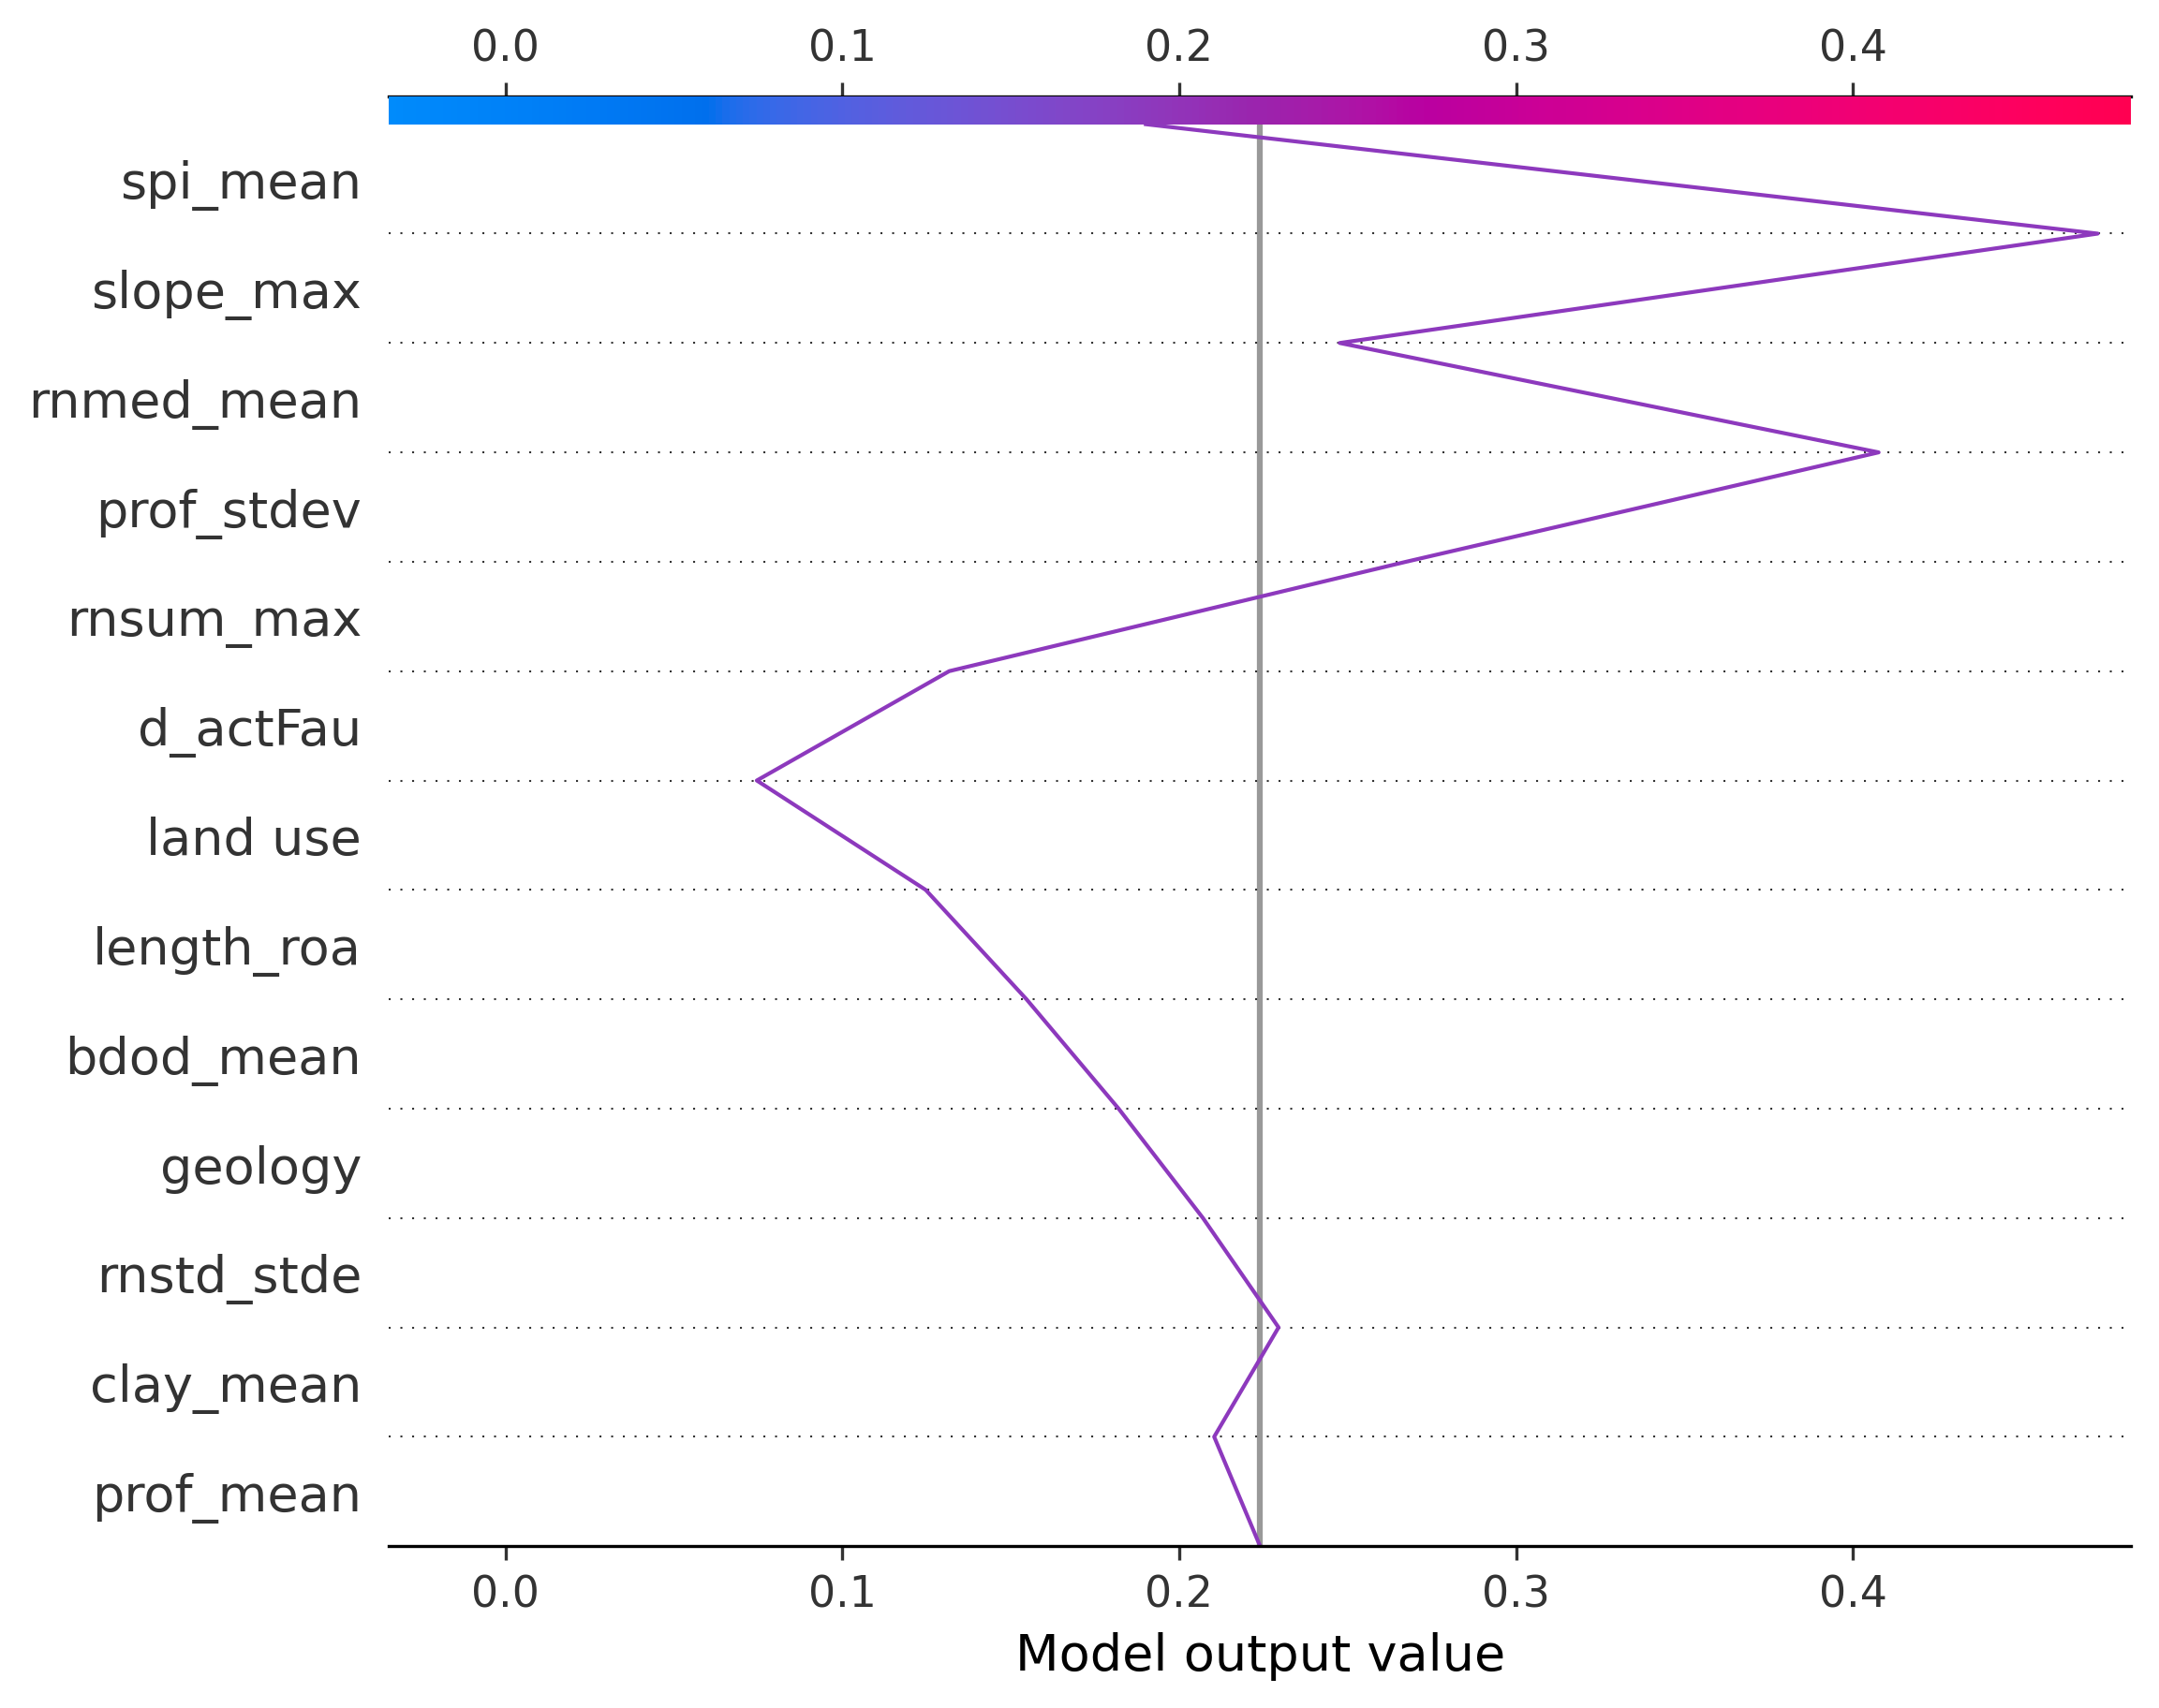 0.0 0.1 0.2 0.3 0.4
spi_mean
slope_max
rnmed_mean
prof_stdev
rnsum_max
d_actFau
land use
length_roa
bdod_mean
geology
rnstd_stde
clay_mean
prof_mean
0.0 0.1 0.2 0.3 0.4
Model output value